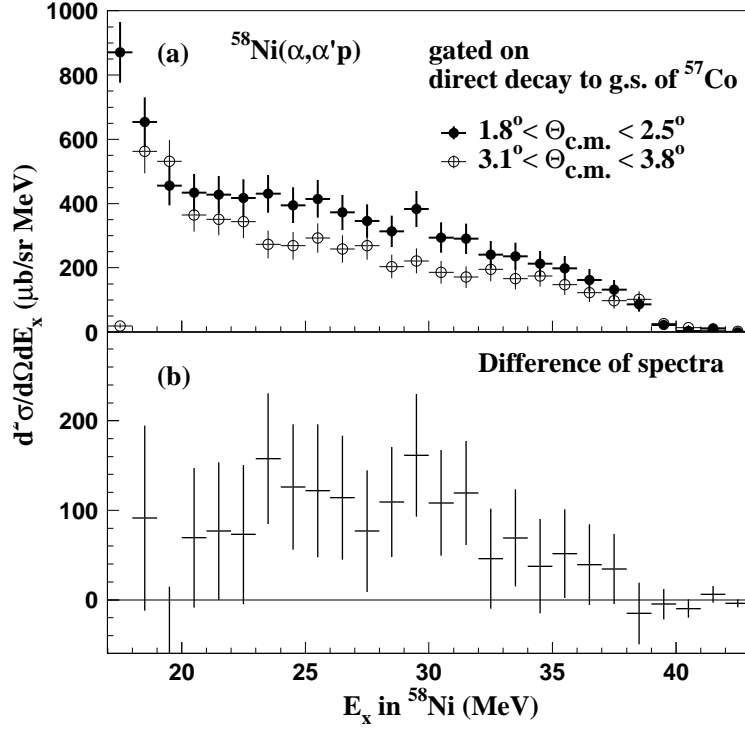 1000
800
600
400
200
0
(a)
⁵⁸Ni(α,α'p)
gated on
direct decay to g.s. of ⁵⁷Co
1.8° < Θc.m. < 2.5°
3.1° < Θc.m. < 3.8°
(b)
Difference of spectra
200
100
0
20
25
30
35
40
Eₓ in ⁵⁸Ni (MeV)
σ/dΩdEₓ (μb/sr MeV)